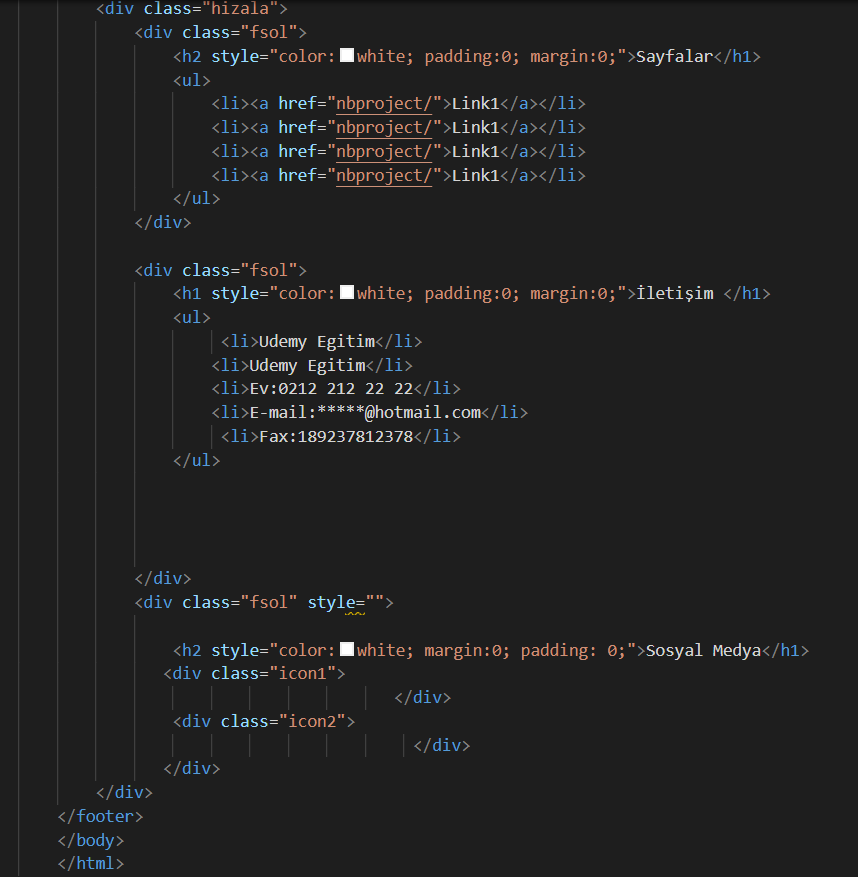 <div class="hizala">
<div class="fsol">
<h2 style="color:white; padding:0; margin:0;">Sayfalar</h1>
<ul>
<li><a href="nbproject/">Link1</a></li>
<li><a href="nbproject/">Link1</a></li>
<li><a href="nbproject/">Link1</a></li>
<li><a href="nbproject/">Link1</a></li>
</ul>
</div>
<div class="fsol">
<h1 style="color:white; padding:0; margin:0;">İletişim </h1>
<ul>
<li>Udemy Egitim</li>
<li>Udemy Egitim</li>
<li>Ev:0212 212 22 22</li>
<li>E-mail:*****@hotmail.com</li>
<li>Fax:189237812378</li>
</ul>
</div>
<div class="fsol" style="">
<h2 style="color:white; margin:0; padding: 0;">Sosyal Medya</h1>
<div class="icon1">
</div>
<div class="icon2">
</div>
</div>
</div>
</footer>
</body>
</html>